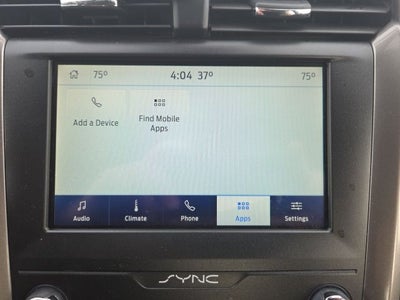 75° 4:04 37° 75°
Add a Device
Find Mobile
Apps
Audio Climate Phone Apps Settings
SYNC